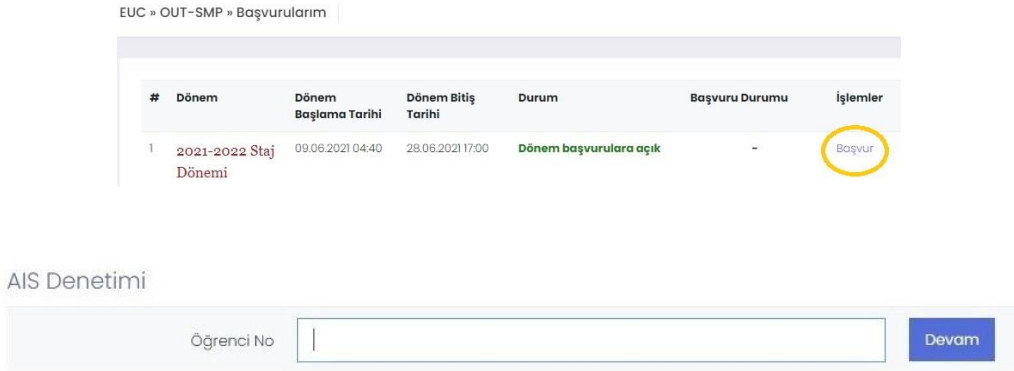 EUC » OUT-SMP » Başvurularım
# Dönem Dönem Başlama Tarihi Dönem Bitiş Tarihi Durum Başvuru Durumu İşlemler
1 2021-2022 Staj Dönemi 09.06.2021 04:40 28.06.2021 17:00 Dönem başvurulara açık - Başvur
AIS Denetimi
Öğrenci No
Devam